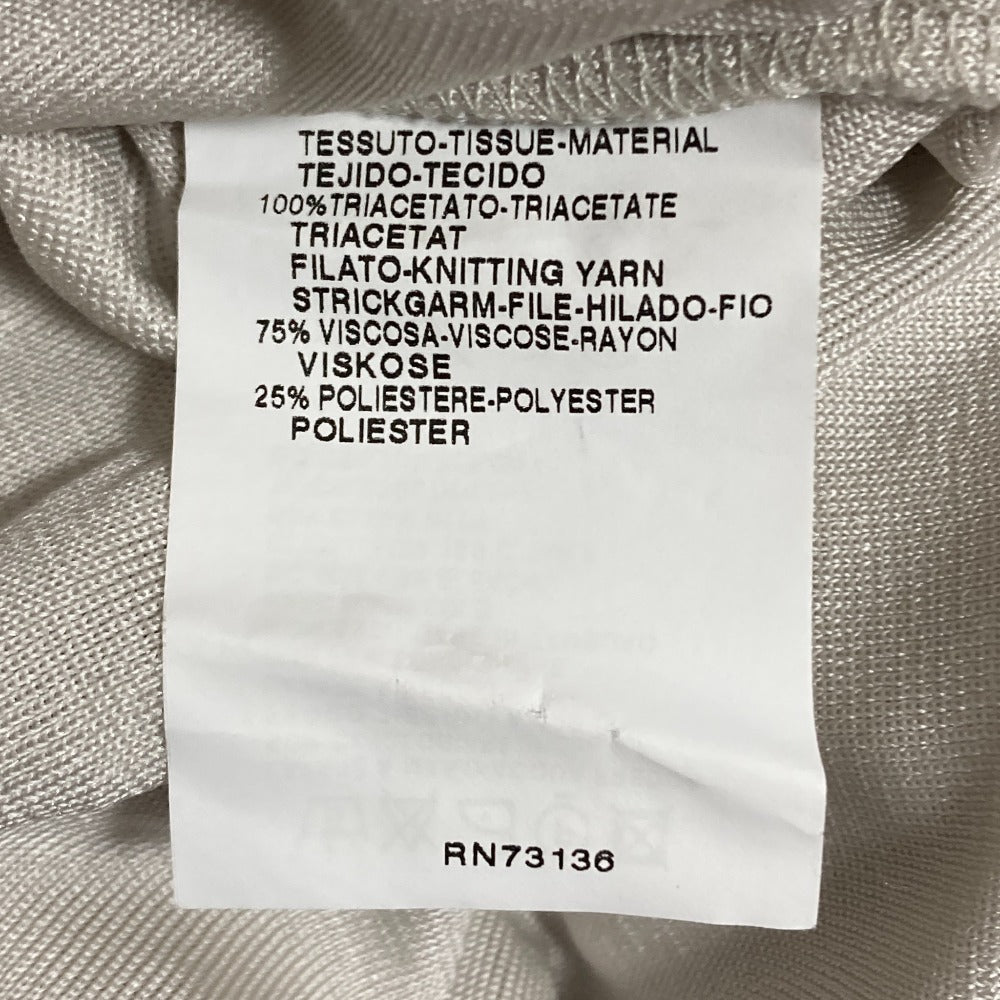 TESSUTO-TISSUE-MATERIAL
TEJIDO-TECIDO
100%TRIACETATO-TRIACETATE
TRIACETAT
FILATO-KNITTING YARN
STRICKGARM-FILE-HILADO-FIO
75% VISCOSA-VISCOSE-RAYON
VISKOSE
25% POLIESTERE-POLYESTER
POLIESTER
RN73136